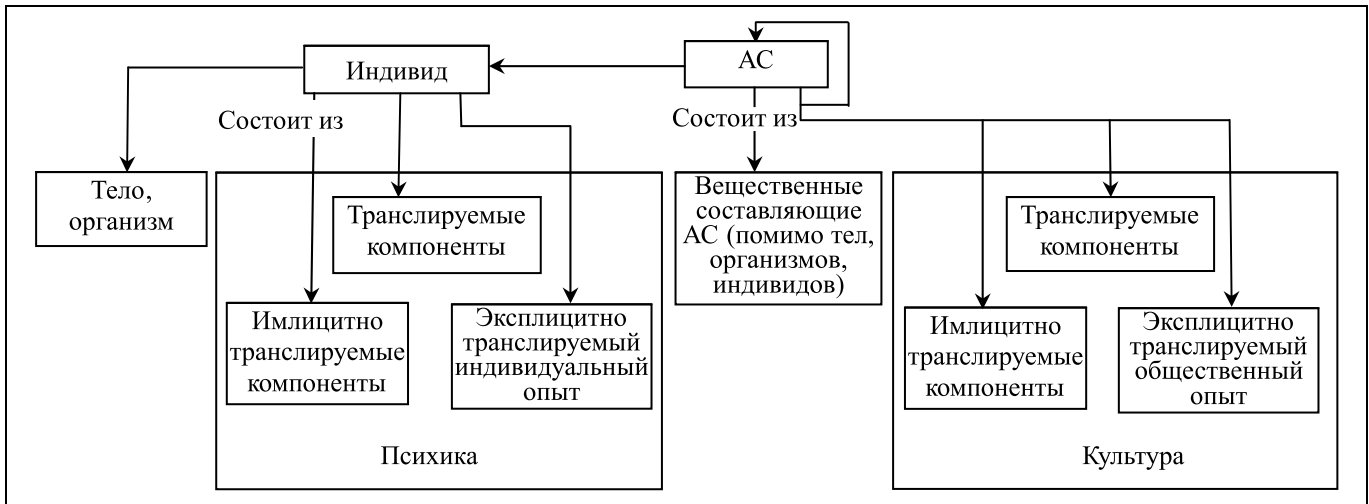 Индивид
АС
Состоит из
Состоит из
Тело,
организм
Транслируемые
компоненты
Имлицитно
транслируемые
компоненты
Эксплицитно
транслируемый
индивидуальный
опыт
Психика
Вещественные
составляющие
АС (помимо тел,
организмов,
индивидов)
Транслируемые
компоненты
Имлицитно
транслируемые
компоненты
Эксплицитно
транслируемый
общественный
опыт
Культура